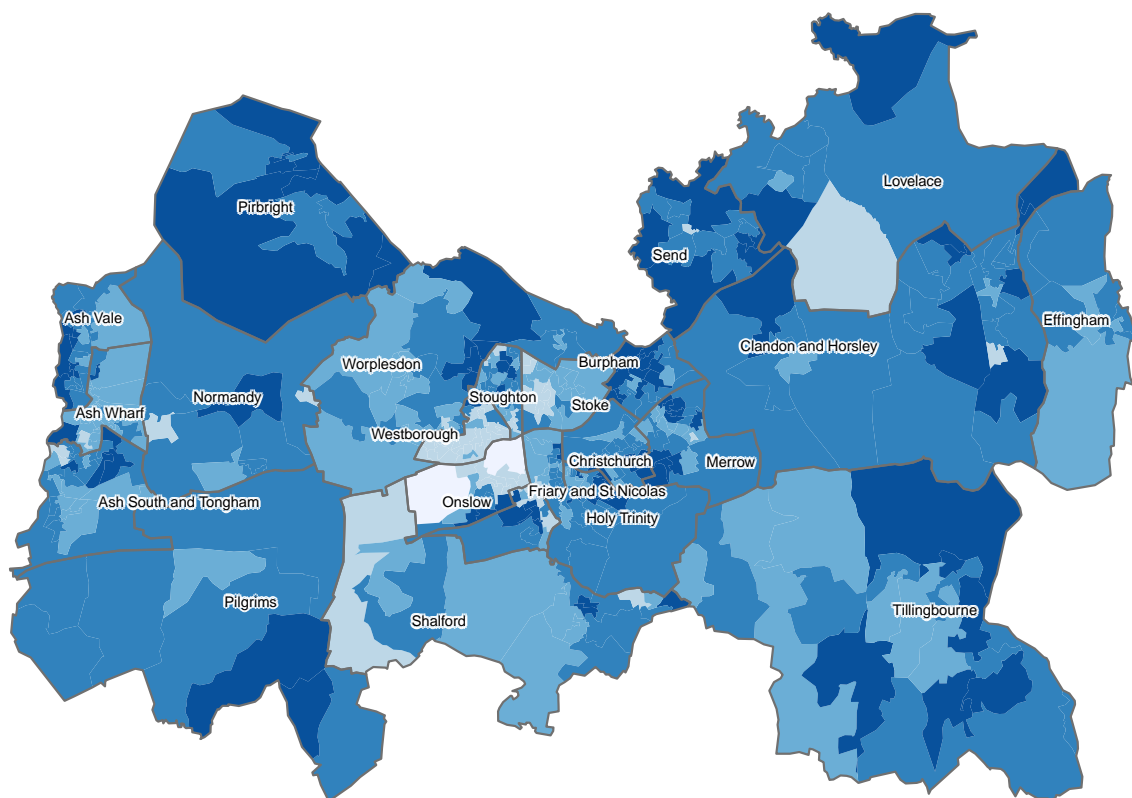 Lovelace
Pirbright
Send
Ash Vale
Effingham
Clandon and Horsley
Burpham
Worplesdon
Normandy
Stoughton
Stoke
Ash Wharf
Westborough
Christchurch
Merrow
Friary and St Nicolas
Ash South and Tongham
Onslow
Holy Trinity
Pilgrims
Tillingbourne
Shalford